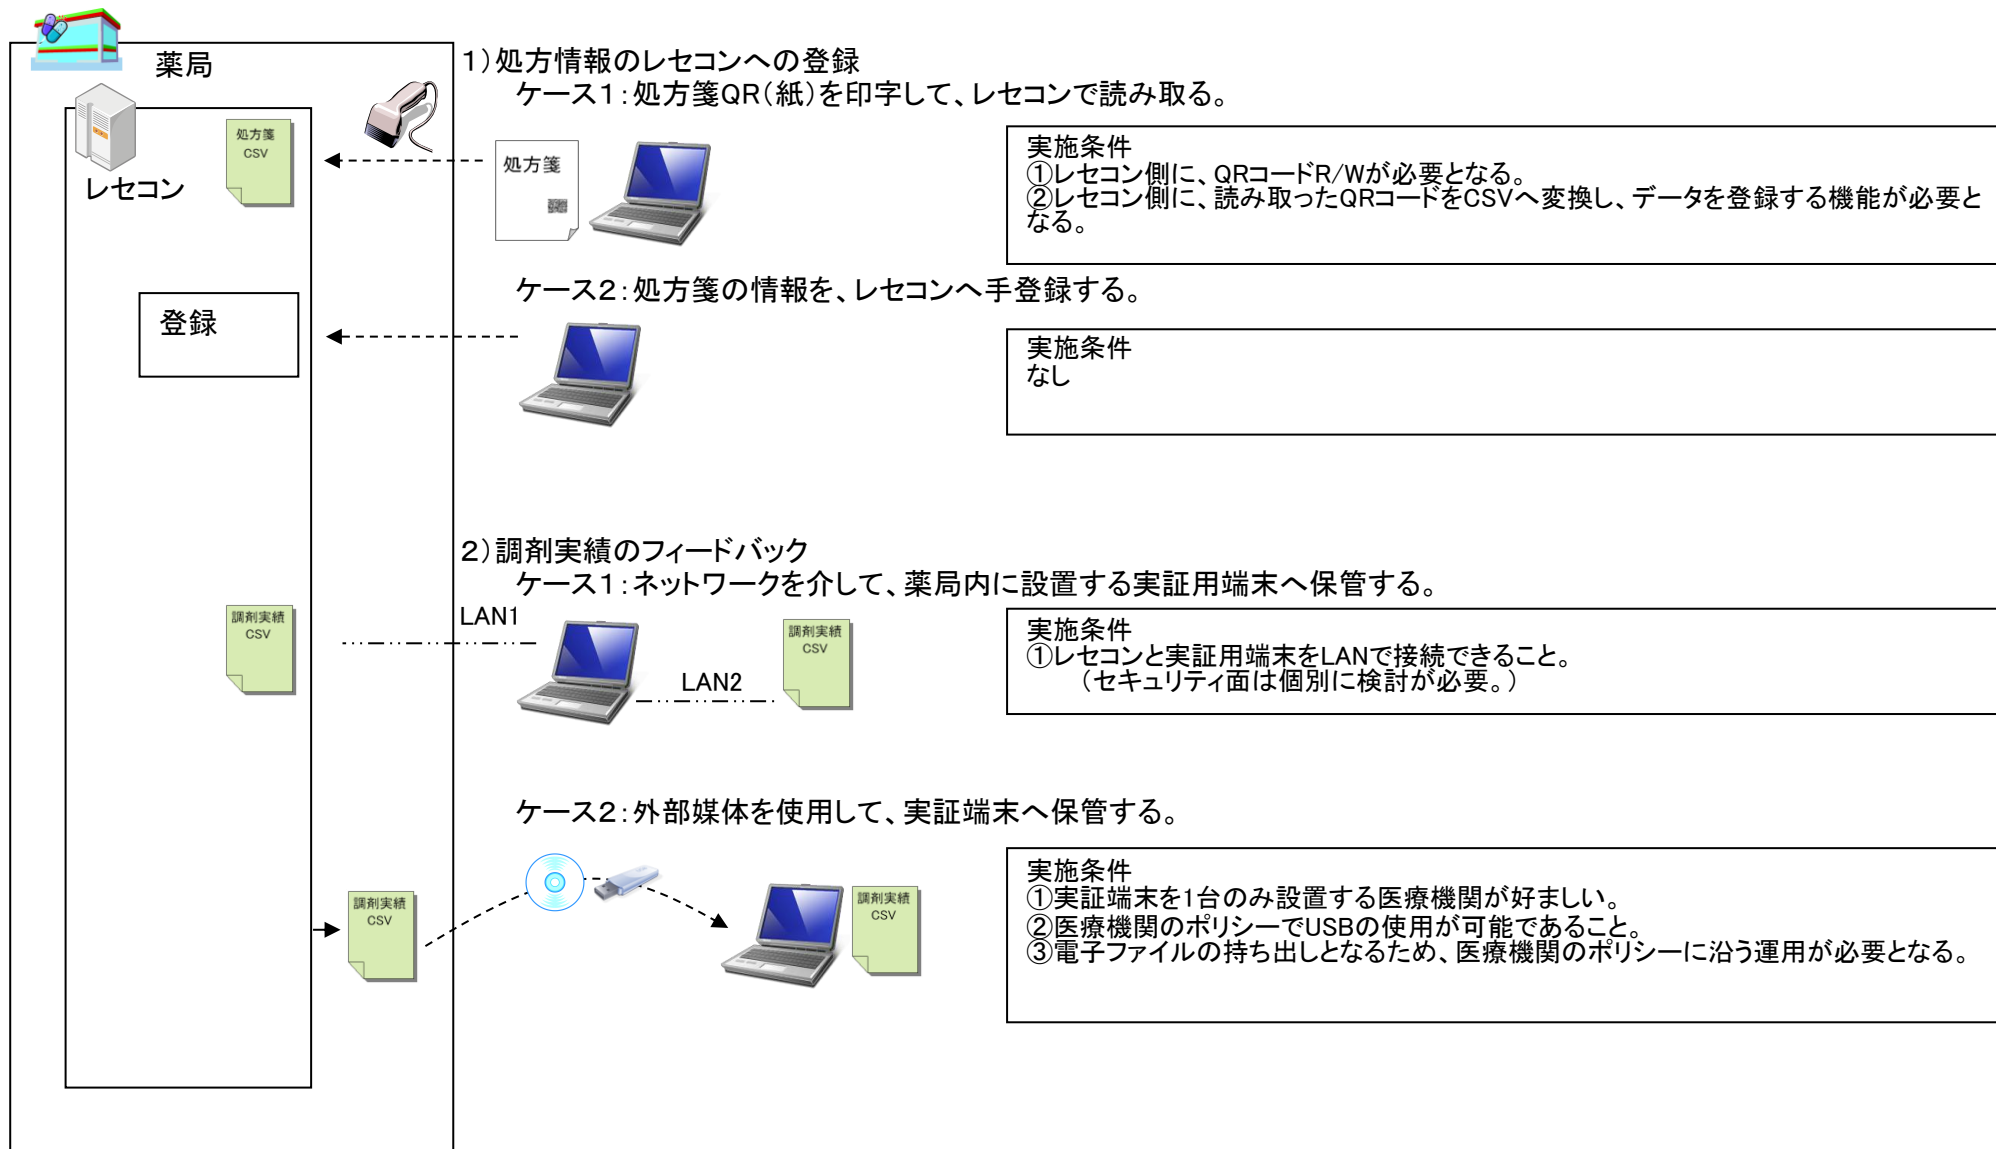 薬局
レセコン
処方箋
CSV
登録
調剤実績
CSV
調剤実績
CSV
1)処方情報のレセコンへの登録
ケース1:処方箋QR(紙)を印字して、レセコンで読み取る。
処方箋
実施条件
①レセコン側に、QRコードR/Wが必要となる。
②レセコン側に、読み取ったQRコードをCSVへ変換し、データを登録する機能が必要と
なる。
ケース2:処方箋の情報を、レセコンへ手登録する。
実施条件
なし
2)調剤実績のフィードバック
ケース1:ネットワークを介して、薬局内に設置する実証用端末へ保管する。
LAN1
LAN2
調剤実績
CSV
実施条件
①レセコンと実証用端末をLANで接続できること。
(セキュリティ面は個別に検討が必要。)
ケース2:外部媒体を使用して、実証端末へ保管する。
調剤実績
CSV
実施条件
①実証端末を1台のみ設置する医療機関が好ましい。
②医療機関のポリシーでUSBの使用が可能であること。
③電子ファイルの持ち出しとなるため、医療機関のポリシーに沿う運用が必要となる。